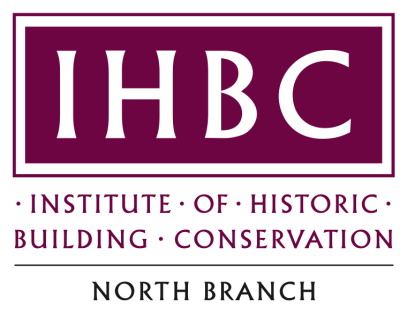 IHBC
· INSTITUTE · OF · HISTORIC ·
BUILDING · CONSERVATION
NORTH BRANCH